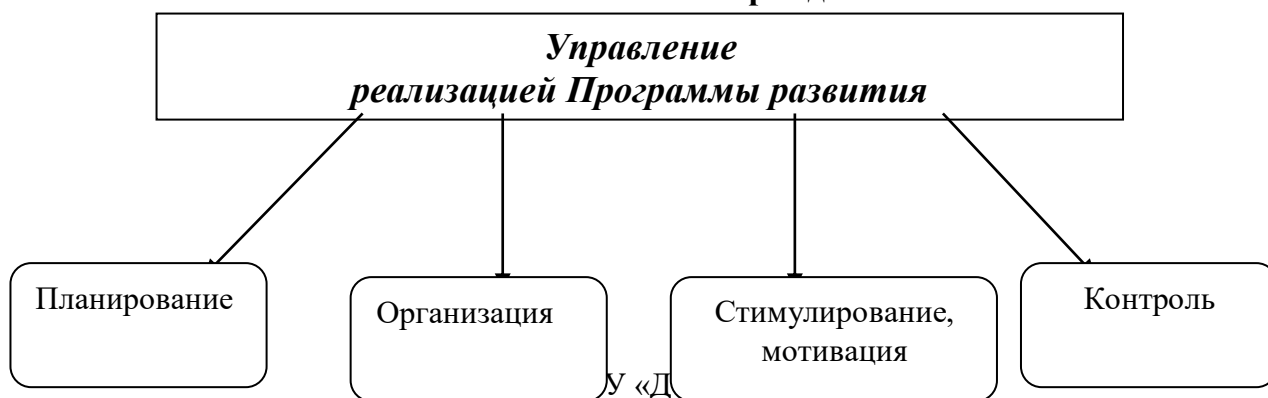 Управление
реализацией Программы развития
Планирование
Организация
Стимулирование,
мотивация
Контроль
У «Д